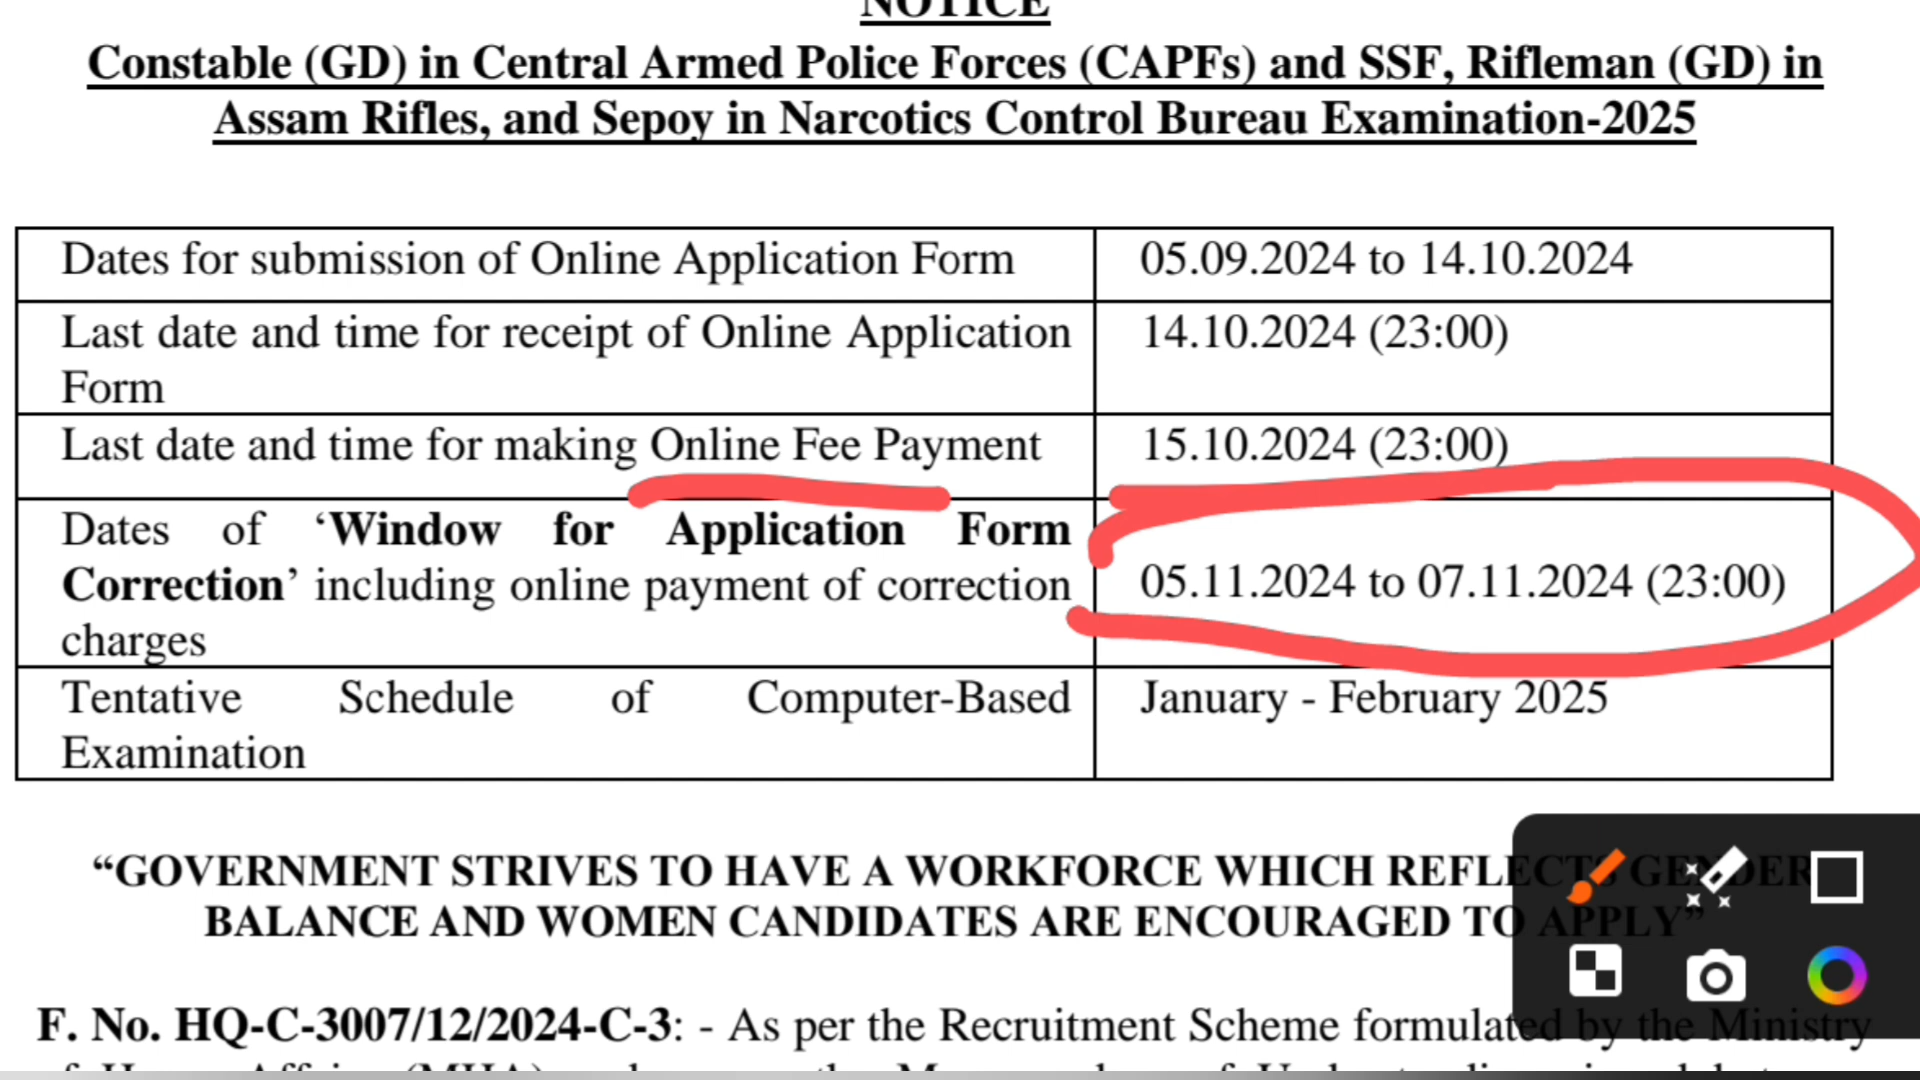 NOTICE
Constable (GD) in Central Armed Police Forces (CAPFs) and SSF, Rifleman (GD) in
Assam Rifles, and Sepoy in Narcotics Control Bureau Examination-2025
Dates for submission of Online Application Form
05.09.2024 to 14.10.2024
Last date and time for receipt of Online Application
Form
14.10.2024 (23:00)
Last date and time for making Online Fee Payment
15.10.2024 (23:00)
Dates of ‘Window for Application Form
Correction’ including online payment of correction
charges
05.11.2024 to 07.11.2024 (23:00)
Tentative Schedule of Computer-Based
Examination
January - February 2025
“GOVERNMENT STRIVES TO HAVE A WORKFORCE WHICH REFLECTS GENDER
BALANCE AND WOMEN CANDIDATES ARE ENCOURAGED TO APPLY”
F. No. HQ-C-3007/12/2024-C-3: - As per the Recruitment Scheme formulated by the Ministry